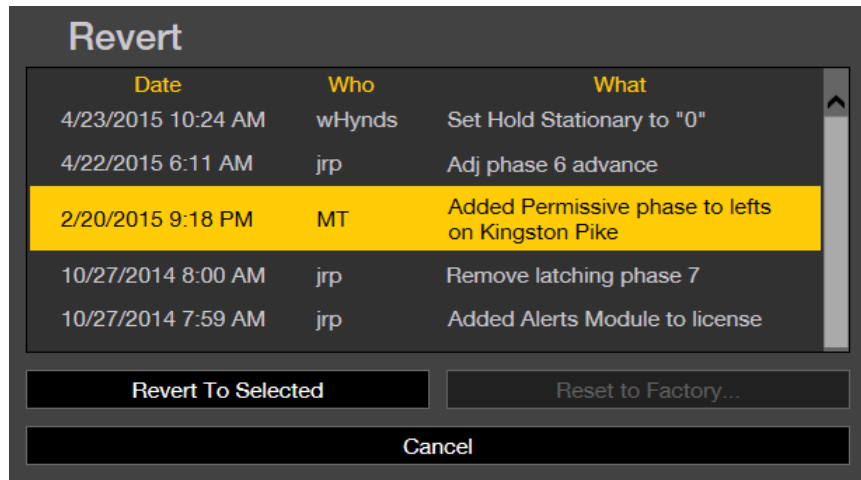 Revert
Date Who What
4/23/2015 10:24 AM wHynds Set Hold Stationary to "0"
4/22/2015 6:11 AM jrp Adj phase 6 advance
2/20/2015 9:18 PM MT Added Permissive phase to lefts
on Kingston Pike
10/27/2014 8:00 AM jrp Remove latching phase 7
10/27/2014 7:59 AM jrp Added Alerts Module to license
Revert To Selected Reset to Factory...
Cancel